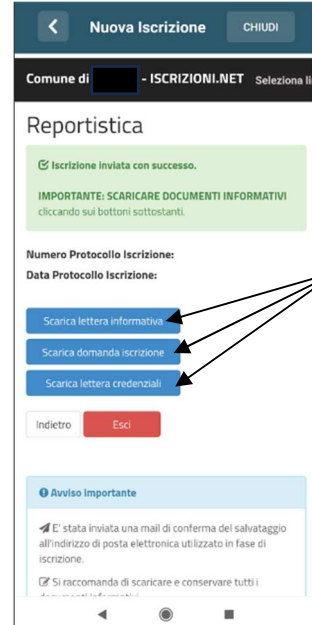 Nuova Iscrizione
CHIUDI
Comune di - ISCRIZIONI.NET Seleziona li
Reportistica
Iscrizione inviata con successo.
IMPORTANTE: SCARICARE DOCUMENTI INFORMATIVI
cliccando sui bottoni sottostanti.
Numero Protocollo Iscrizione:
Data Protocollo Iscrizione:
Scarica lettera informativa
Scarica domanda iscrizione
Scarica lettera credenziali
Indietro
Esci
Avviso importante
E' stata inviata una mail di conferma del salvataggio
all'indirizzo di posta elettronica utilizzato in fase di
iscrizione.
Si raccomanda di scaricare e conservare tutti i